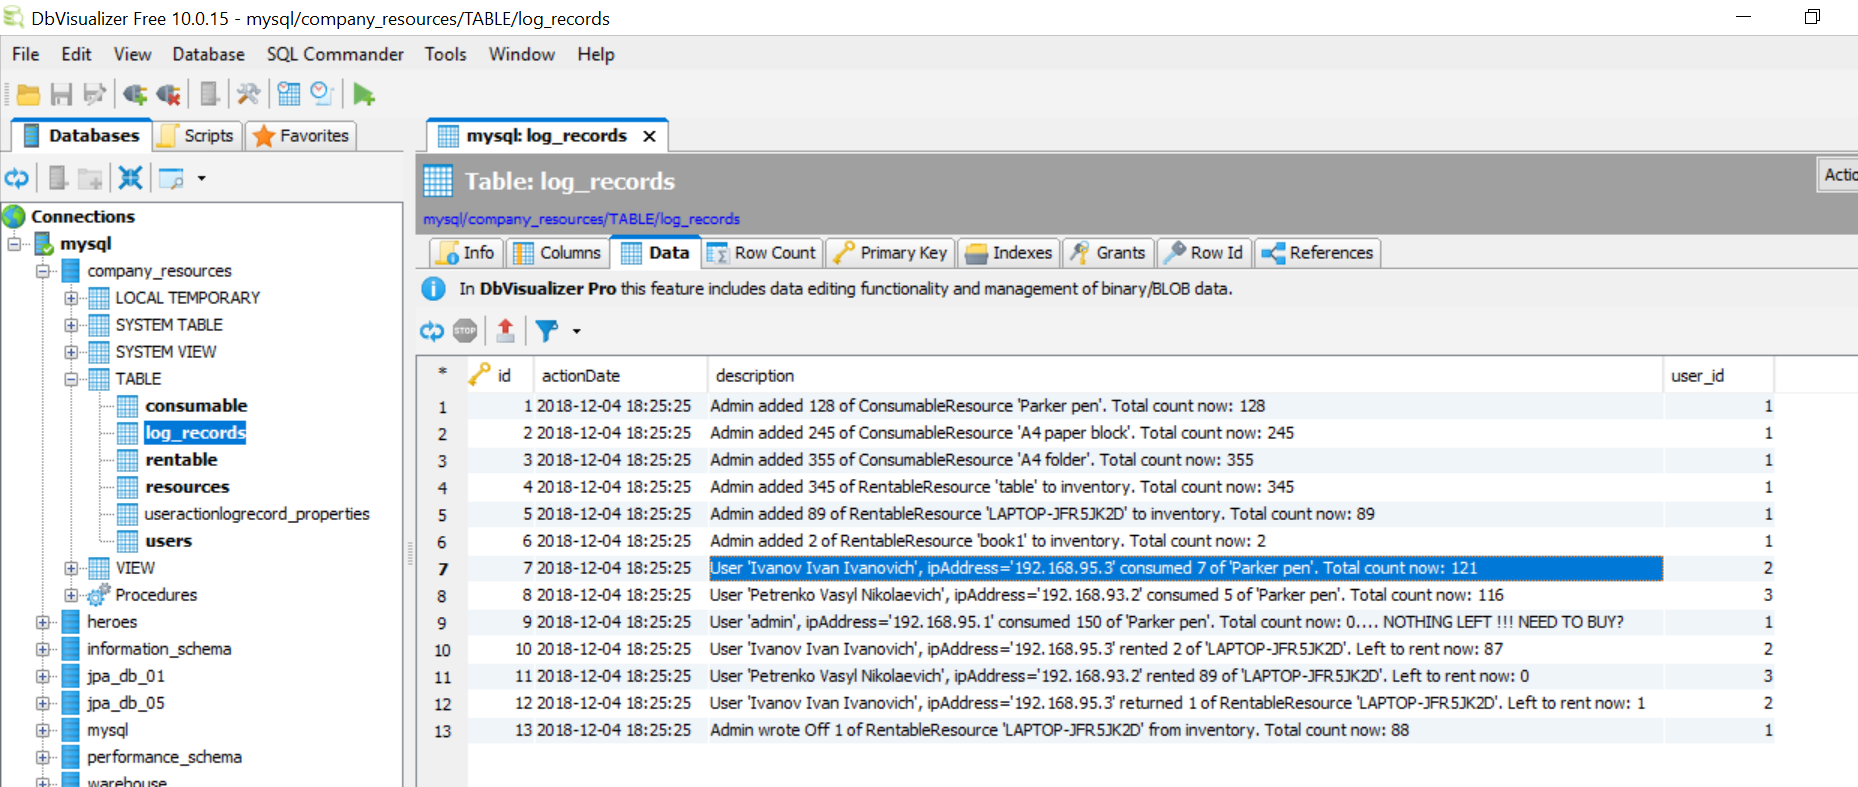 DbVisualizer Free 10.0.15 - mysql/company_resources/TABLE/log_records
File Edit View Database SQL Commander Tools Window Help
Databases Scripts Favorites
mysql: log_records
Table: log_records
Actio
mysql/company_resources/TABLE/log_records
Connections
mysql
company_resources
LOCAL TEMPORARY
SYSTEM TABLE
SYSTEM VIEW
TABLE
consumable
log_records
rentable
resources
useractionlogrecord_properties
users
VIEW
Procedures
heroes
information_schema
jpa_db_01
jpa_db_05
mysql
performance_schema
warehouse
Info Columns Data Row Count Primary Key Indexes Grants Row Id References
In DbVisualizer Pro this feature includes data editing functionality and management of binary/BLOB data.
STOP
* id actionDate description user_id
1 1 2018-12-04 18:25:25 Admin added 128 of ConsumableResource 'Parker pen'. Total count now: 128 1
2 2 2018-12-04 18:25:25 Admin added 245 of ConsumableResource 'A4 paper block'. Total count now: 245 1
3 3 2018-12-04 18:25:25 Admin added 355 of ConsumableResource 'A4 folder'. Total count now: 355 1
4 4 2018-12-04 18:25:25 Admin added 345 of RentableResource 'table' to inventory. Total count now: 345 1
5 5 2018-12-04 18:25:25 Admin added 89 of RentableResource 'LAPTOP-JFR5JK2D' to inventory. Total count now: 89 1
6 6 2018-12-04 18:25:25 Admin added 2 of RentableResource 'book1' to inventory. Total count now: 2 1
7 7 2018-12-04 18:25:25 User 'Ivanov Ivan Ivanovich', ipAddress='192.168.95.3' consumed 7 of 'Parker pen'. Total count now: 121 2
8 8 2018-12-04 18:25:25 User 'Petrenko Vasyl Nikolaevich', ipAddress='192.168.93.2' consumed 5 of 'Parker pen'. Total count now: 116 3
9 9 2018-12-04 18:25:25 User 'admin', ipAddress='192.168.95.1' consumed 150 of 'Parker pen'. Total count now: 0.... NOTHING LEFT !!! NEED TO BUY? 1
10 10 2018-12-04 18:25:25 User 'Ivanov Ivan Ivanovich', ipAddress='192.168.95.3' rented 2 of 'LAPTOP-JFR5JK2D'. Left to rent now: 87 2
11 11 2018-12-04 18:25:25 User 'Petrenko Vasyl Nikolaevich', ipAddress='192.168.93.2' rented 89 of 'LAPTOP-JFR5JK2D'. Left to rent now: 0 3
12 12 2018-12-04 18:25:25 User 'Ivanov Ivan Ivanovich', ipAddress='192.168.95.3' returned 1 of RentableResource 'LAPTOP-JFR5JK2D'. Left to rent now: 1 2
13 13 2018-12-04 18:25:25 Admin wrote Off 1 of RentableResource 'LAPTOP-JFR5JK2D' from inventory. Total count now: 88 1